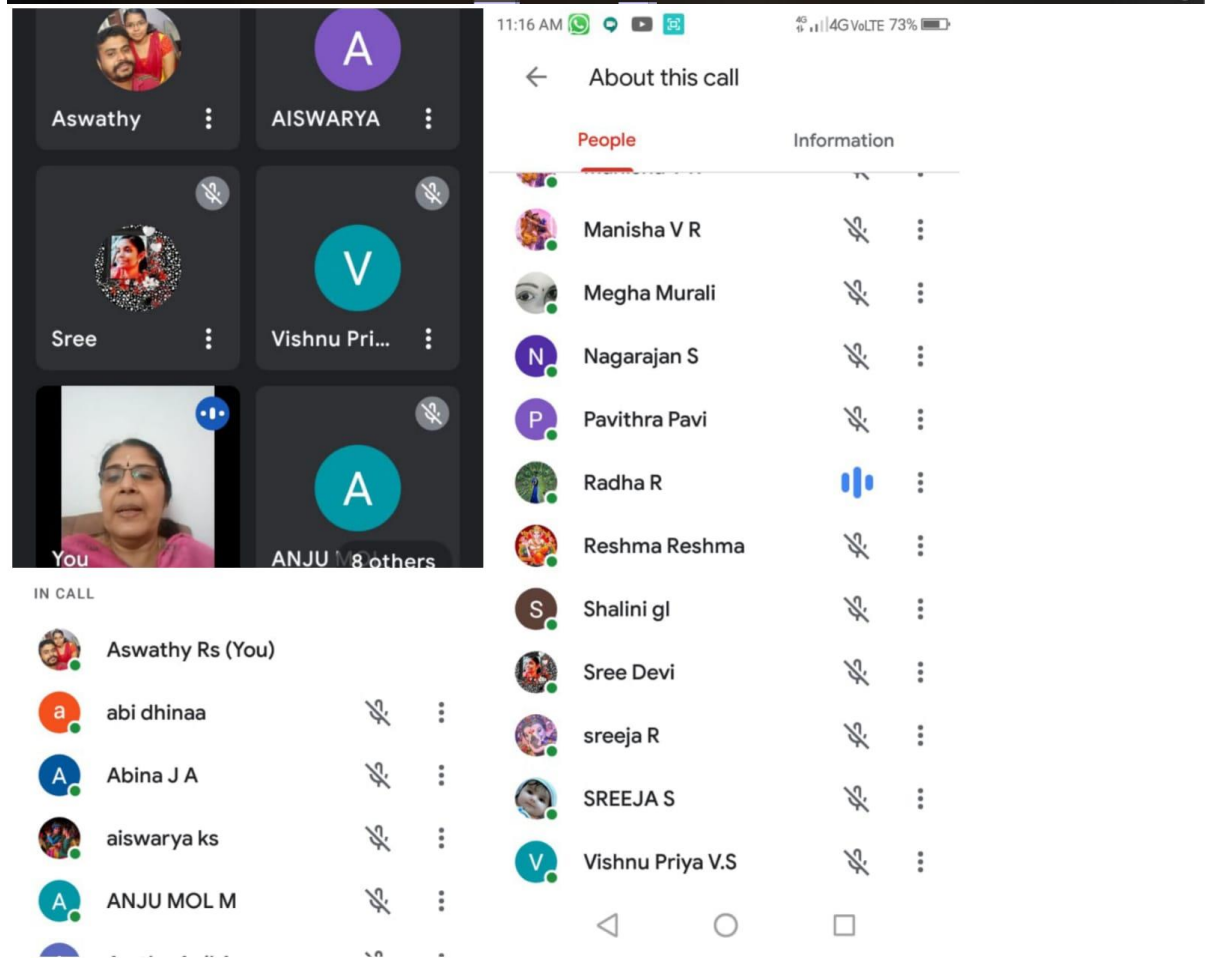 A
Aswathy
AISWARYA
V
Sree
Vishnu Pri...
A
You
ANJU MOL
8 others
IN CALL
Aswathy Rs (You)
a
abi dhinaa
A
Abina J A
aiswarya ks
A
ANJU MOL M
11:16 AM
4G 4G VoLTE 73%
About this call
People
Information
Manisha V R
Megha Murali
N
Nagarajan S
P
Pavithra Pavi
Radha R
Reshma Reshma
S
Shalini gl
Sree Devi
sreeja R
SREEJA S
V
Vishnu Priya V.S